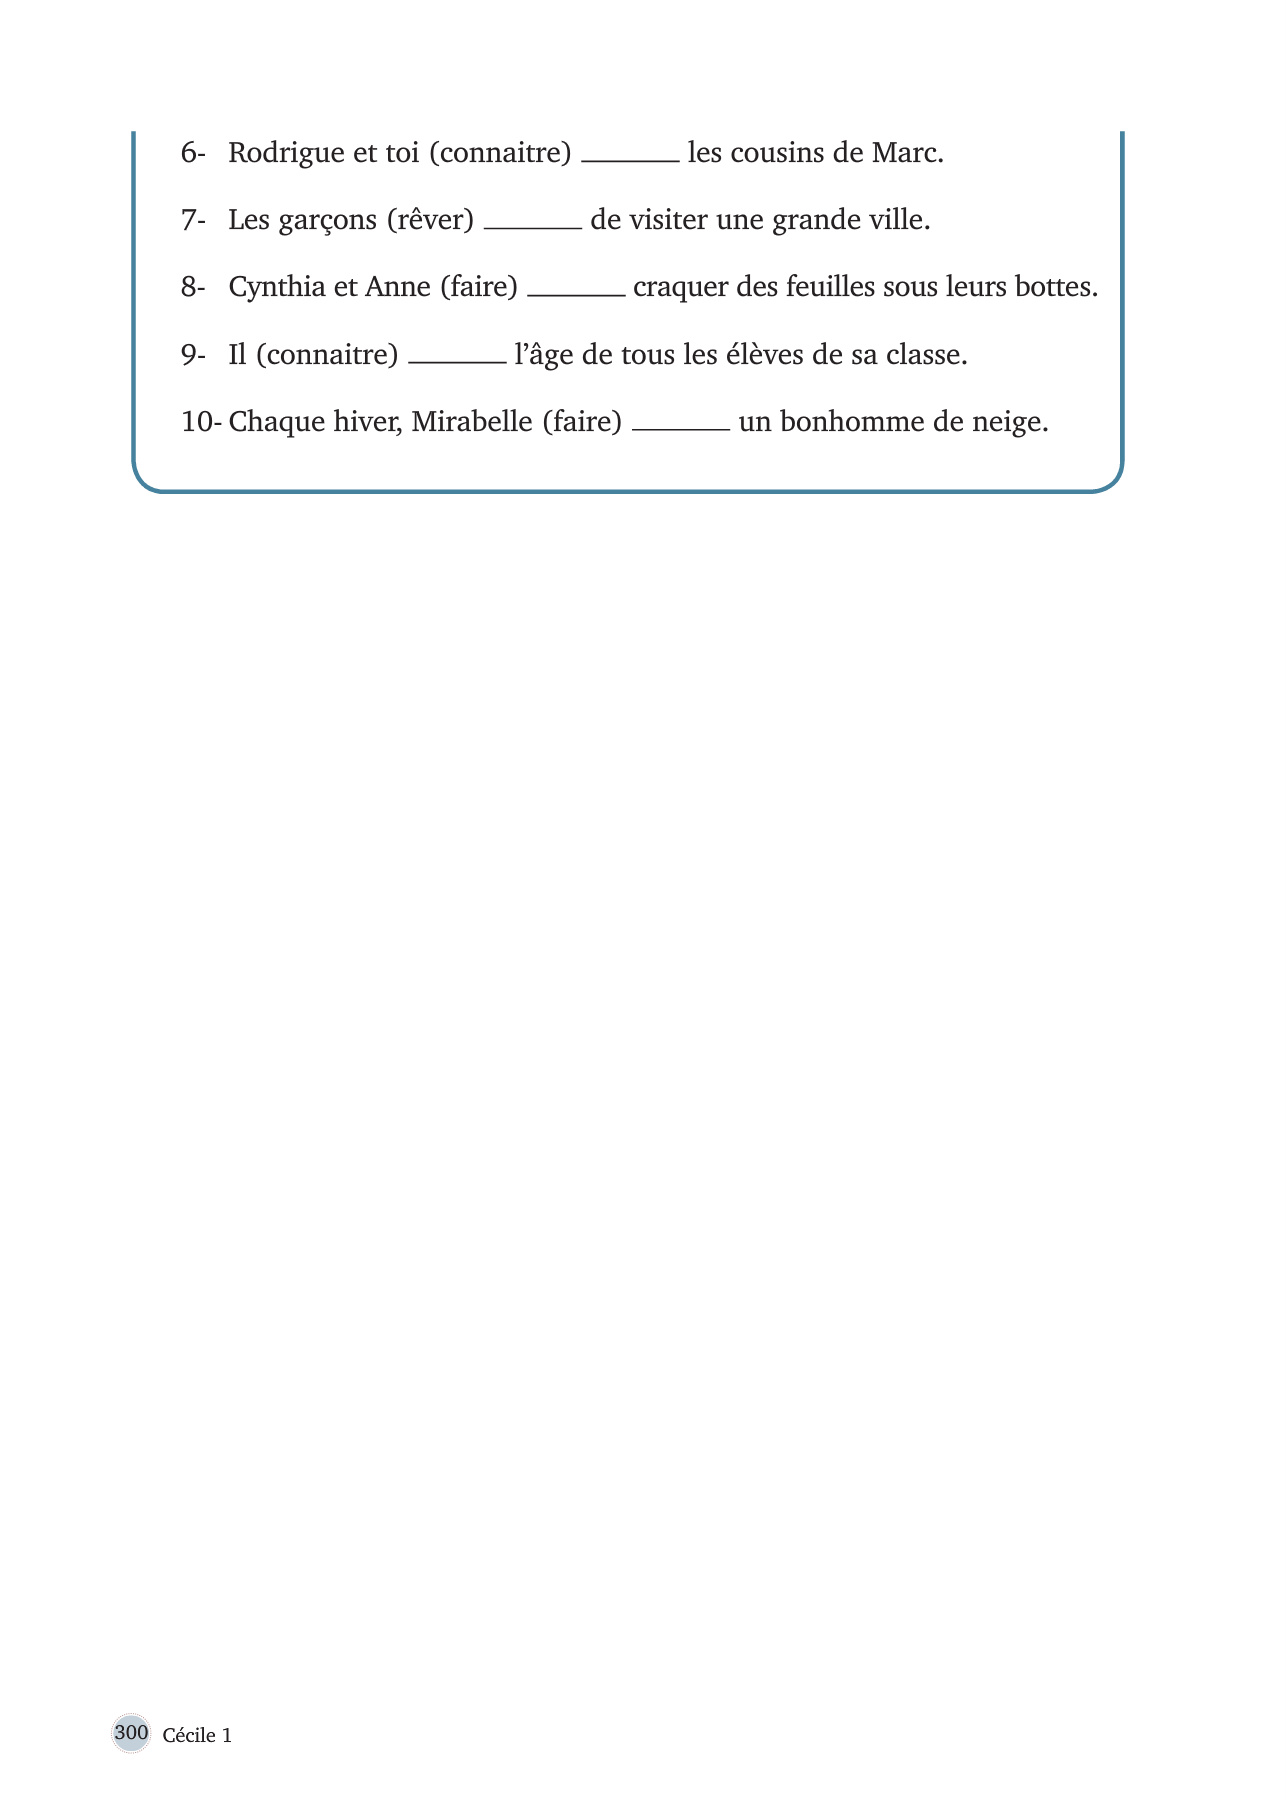 6- Rodrigue et toi (connaitre) _______ les cousins de Marc.
7- Les garçons (rêver) _______ de visiter une grande ville.
8- Cynthia et Anne (faire) _______ craquer des feuilles sous leurs bottes.
9- Il (connaitre) _______ l’âge de tous les élèves de sa classe.
10- Chaque hiver, Mirabelle (faire) _______ un bonhomme de neige.
300 Cécile 1